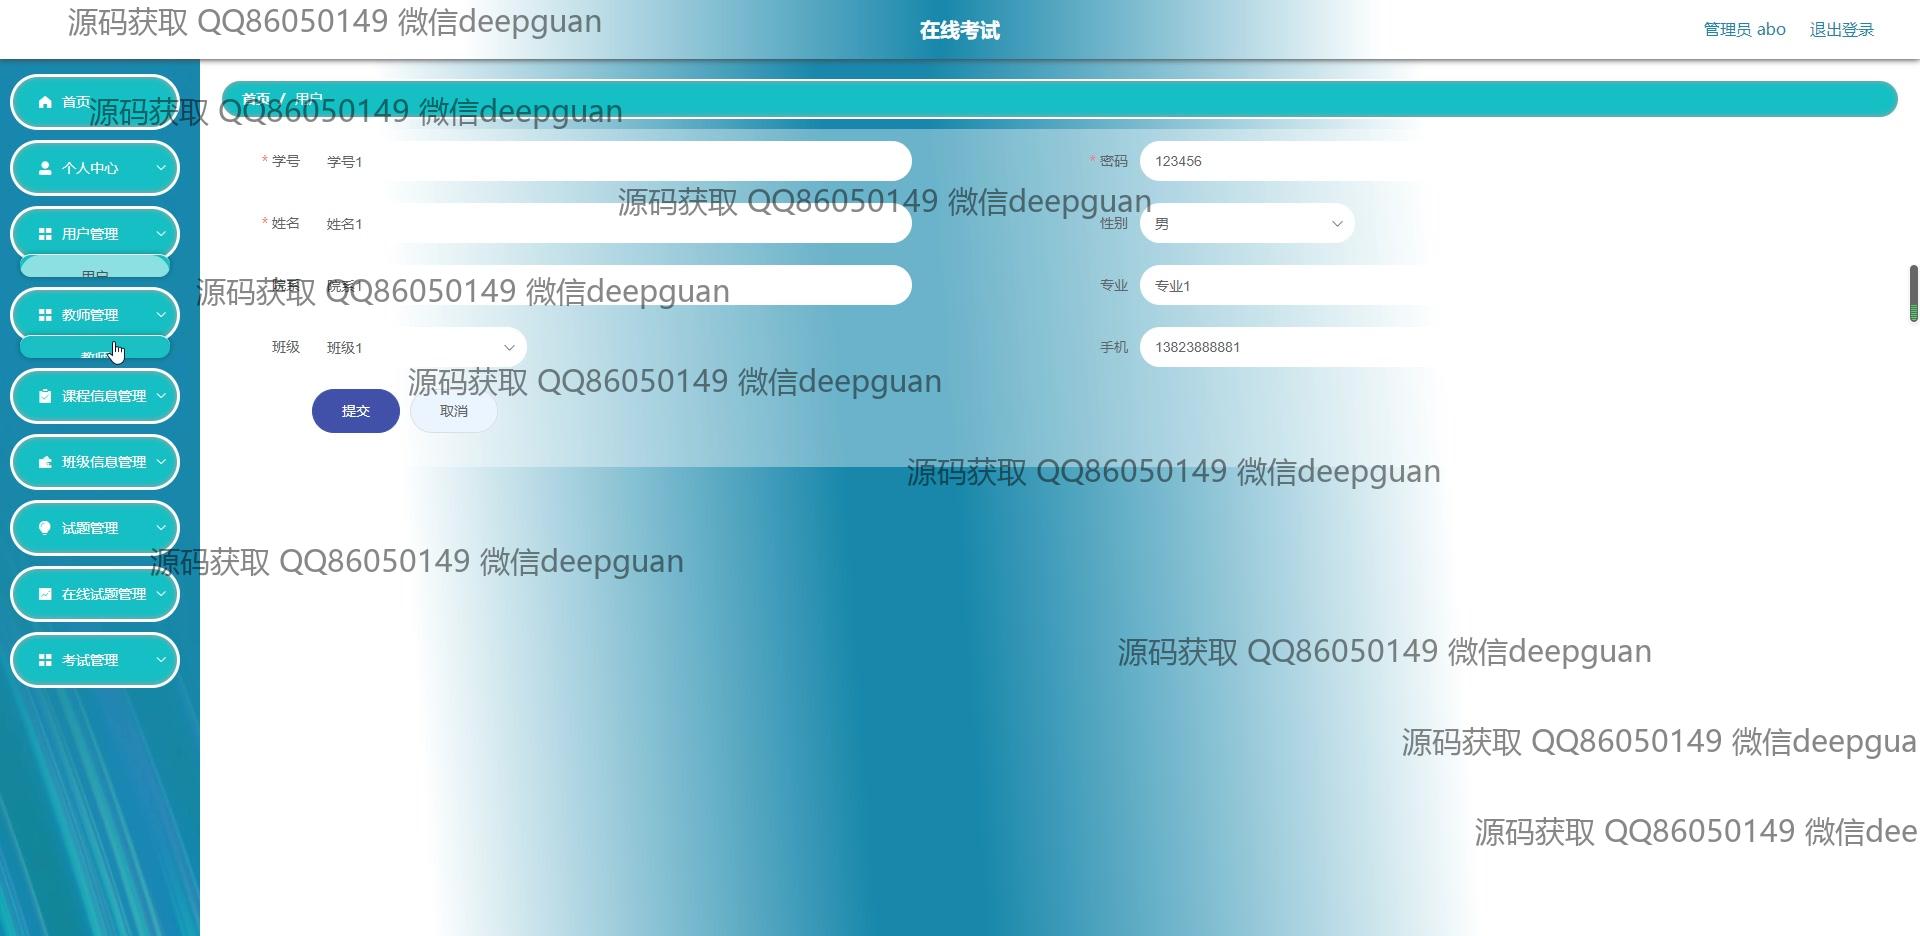 源码获取 QQ86050149 微信deepguan
在线考试
管理员 abo
退出登录
首页
首页 / 用户
源码获取 QQ86050149 微信deepguan
个人中心
* 学号 学号1
* 密码 123456
源码获取 QQ86050149 微信deepguan
用户管理
* 姓名 姓名1
性别 男
用户
源码获取 QQ86050149 微信deepguan
院系 院系1
专业 专业1
教师管理
教师
班级 班级1
手机 13823888881
源码获取 QQ86050149 微信deepguan
课程信息管理
提交
取消
班级信息管理
源码获取 QQ86050149 微信deepguan
试题管理
源码获取 QQ86050149 微信deepguan
在线试题管理
考试管理
源码获取 QQ86050149 微信deepguan
源码获取 QQ86050149 微信deepgua
源码获取 QQ86050149 微信dee